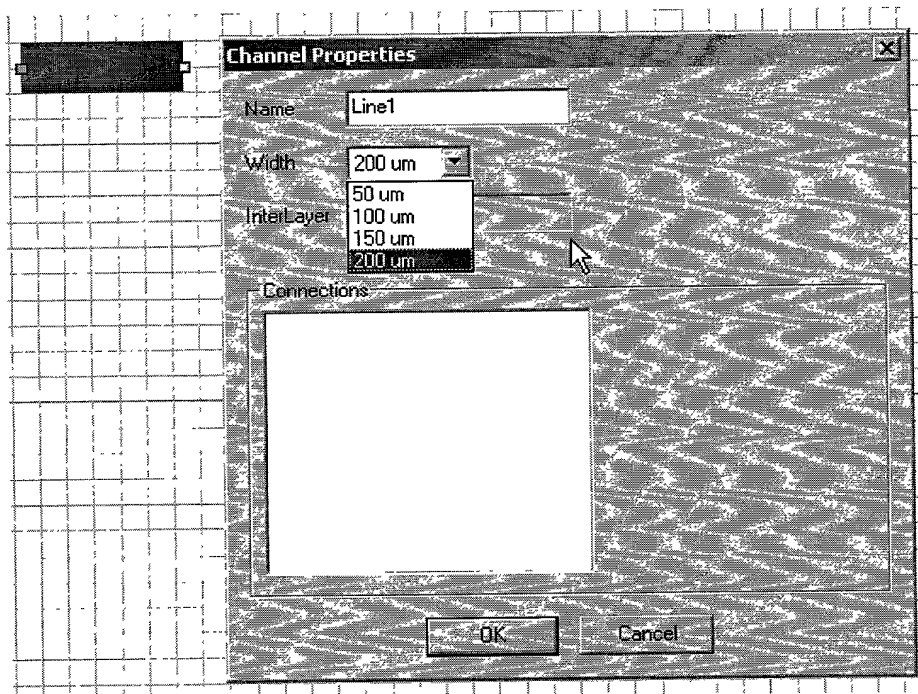 Channel Properties
Name
Line1
Width
200 um
50 um
100 um
InterLayer
150 um
200 um
Connections
OK
Cancel